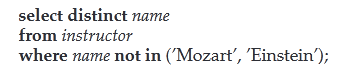 select distinct name
from instructor
where name not in (’Mozart’, ’Einstein’);